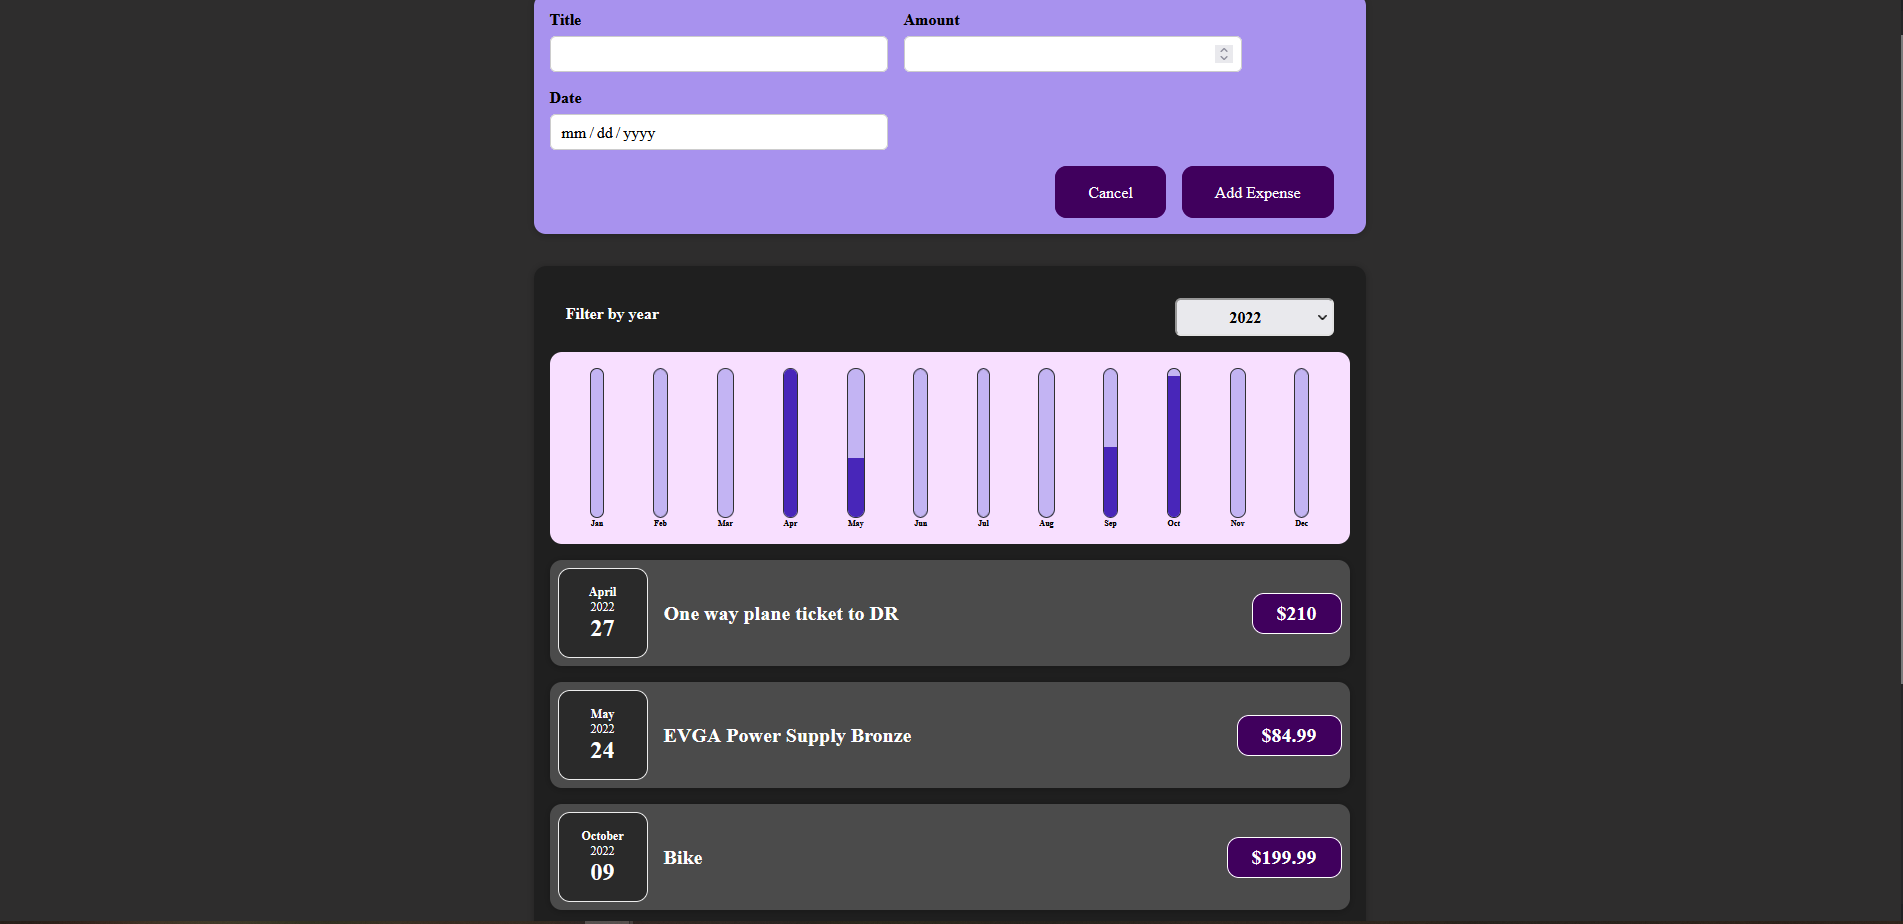 Title
Amount
Date
mm / dd / yyyy
Cancel
Add Expense
Filter by year
2022
Jan
Feb
Mar
Apr
May
Jun
Jul
Aug
Sep
Oct
Nov
Dec
April
2022
27
One way plane ticket to DR
$210
May
2022
24
EVGA Power Supply Bronze
$84.99
October
2022
09
Bike
$199.99